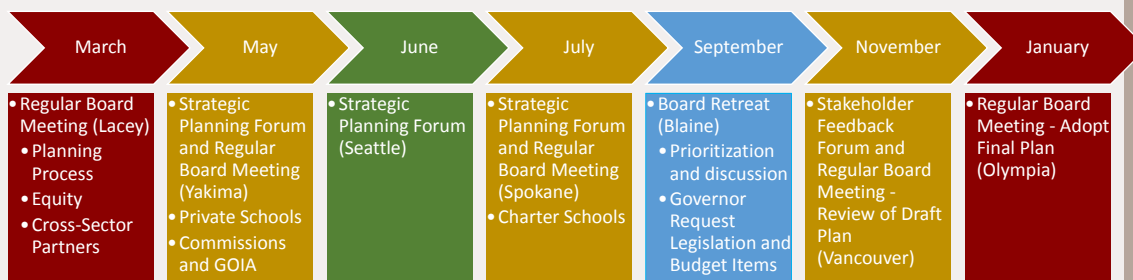 March
May
June
July
September
November
January
• Regular Board
Meeting (Lacey)
• Planning
Process
• Equity
• Cross-Sector
Partners
• Strategic
Planning Forum
and Regular
Board Meeting
(Yakima)
• Private Schools
• Commissions
and GOIA
• Strategic
Planning Forum
(Seattle)
• Strategic
Planning Forum
and Regular
Board Meeting
(Spokane)
• Charter Schools
• Board Retreat
(Blaine)
• Prioritization
and discussion
• Governor
Request
Legislation and
Budget Items
• Stakeholder
Feedback
Forum and
Regular Board
Meeting -
Review of Draft
Plan
(Vancouver)
• Regular Board
Meeting - Adopt
Final Plan
(Olympia)